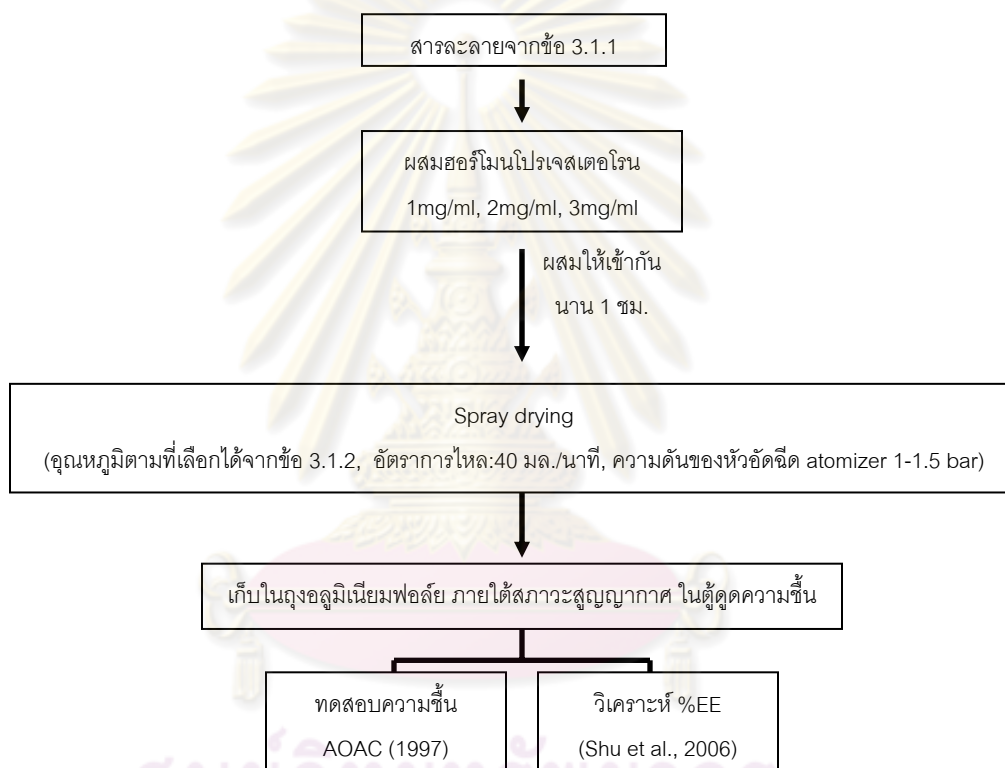 สารละลายจากข้อ 3.1.1
ผสมฮอร์โมนโปรเจสเตอโรน
1mg/ml, 2mg/ml, 3mg/ml
ผสมให้เข้ากัน
นาน 1 ชม.
Spray drying
(อุณหภูมิตามที่เลือกได้จากข้อ 3.1.2, อัตราการไหล:40 มล./นาที, ความดันของหัวอัดฉีด atomizer 1-1.5 bar)
เก็บในถุงอลูมิเนียมฟอล์ย ภายใต้สภาวะสูญญากาศ ในตู้ดูดความชื้น
ทดสอบความชื้น
AOAC (1997)
วิเคราะห์ %EE
(Shu et al., 2006)